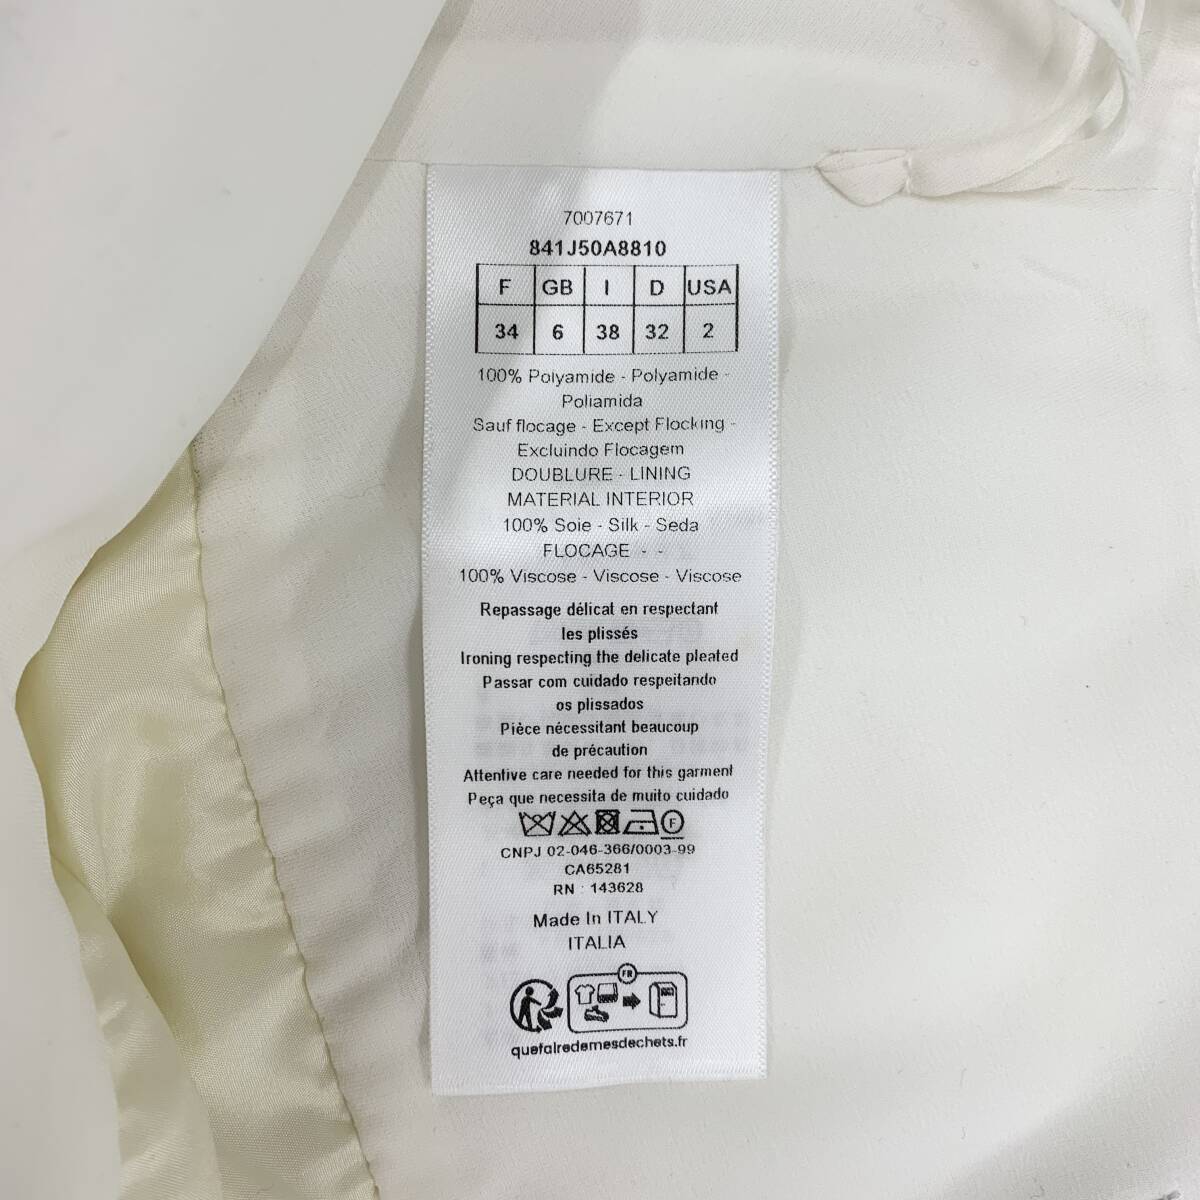 7007671
841J50A8810
F GB I D USA
34 6 38 32 2
100% Polyamide - Polyamide -
Poliamida
Sauf flocage - Except Flocking -
Excluindo Flocagem
DOUBLURE - LINING
MATERIAL INTERIOR
100% Soie - Silk - Seda
FLOCAGE - -
100% Viscose - Viscose - Viscose
Repassage délicat en respectant
les plissés
Ironing respecting the delicate pleated
Passar com cuidado respeitando
os plissados
Pièce nécessitant beaucoup
de précaution
Attentive care needed for this garment
Peça que necessita de muito cuidado
F
CNPJ 02-046-366/0003-99
CA65281
RN : 143628
Made In ITALY
ITALIA
FR
quefairedemesdechets.fr